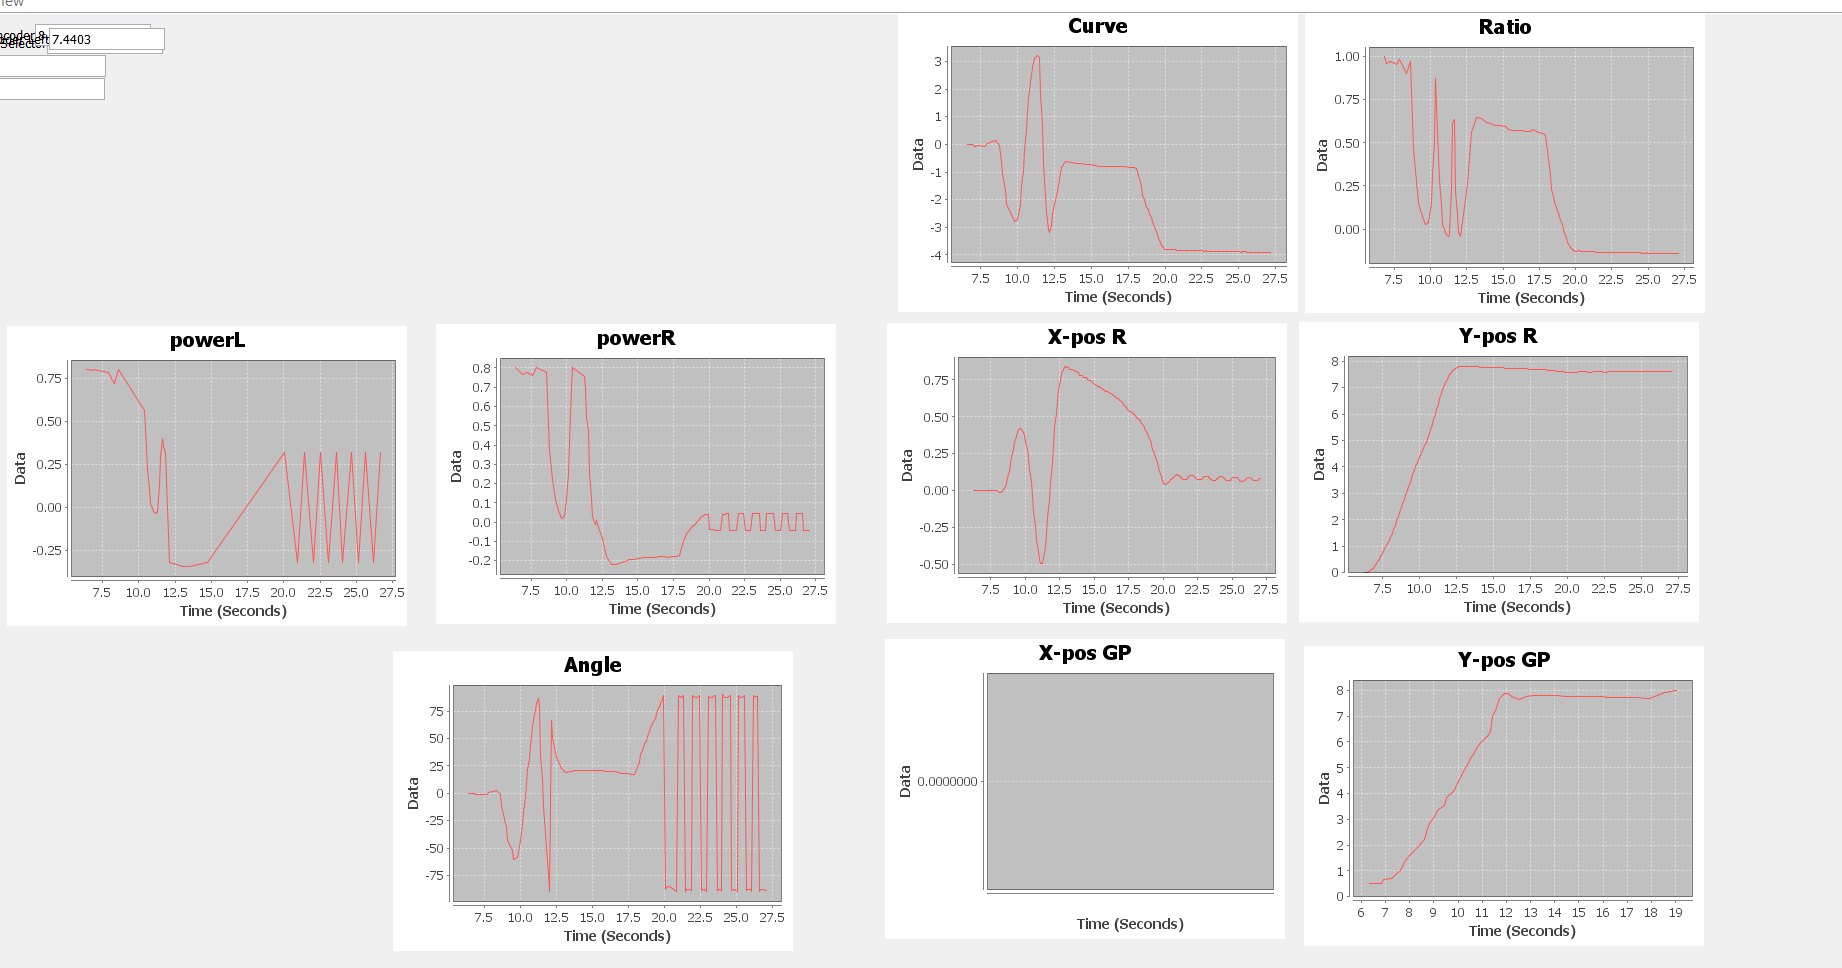 7.4403
Curve
3
2
1
0
-1
-2
-3
-4
Data
7.5 10.0 12.5 15.0 17.5 20.0 22.5 25.0 27.5
Time (Seconds)
Ratio
1.00
0.75
0.50
0.25
0.00
Data
7.5 10.0 12.5 15.0 17.5 20.0 22.5 25.0 27.5
Time (Seconds)
powerL
0.75
0.50
0.25
0.00
-0.25
Data
7.5 10.0 12.5 15.0 17.5 20.0 22.5 25.0 27.5
Time (Seconds)
powerR
0.8
0.7
0.6
0.5
0.4
0.3
0.2
0.1
0.0
-0.1
-0.2
Data
7.5 10.0 12.5 15.0 17.5 20.0 22.5 25.0 27.5
Time (Seconds)
X-pos R
0.75
0.50
0.25
0.00
-0.25
-0.50
Data
7.5 10.0 12.5 15.0 17.5 20.0 22.5 25.0 27.5
Time (Seconds)
Y-pos R
8
7
6
5
4
3
2
1
0
Data
7.5 10.0 12.5 15.0 17.5 20.0 22.5 25.0 27.5
Time (Seconds)
Angle
75
50
25
0
-25
-50
-75
Data
7.5 10.0 12.5 15.0 17.5 20.0 22.5 25.0 27.5
Time (Seconds)
X-pos GP
0.0000000
Data
Time (Seconds)
Y-pos GP
8
7
6
5
4
3
2
1
0
Data
6 7 8 9 10 11 12 13 14 15 16 17 18 19
Time (Seconds)